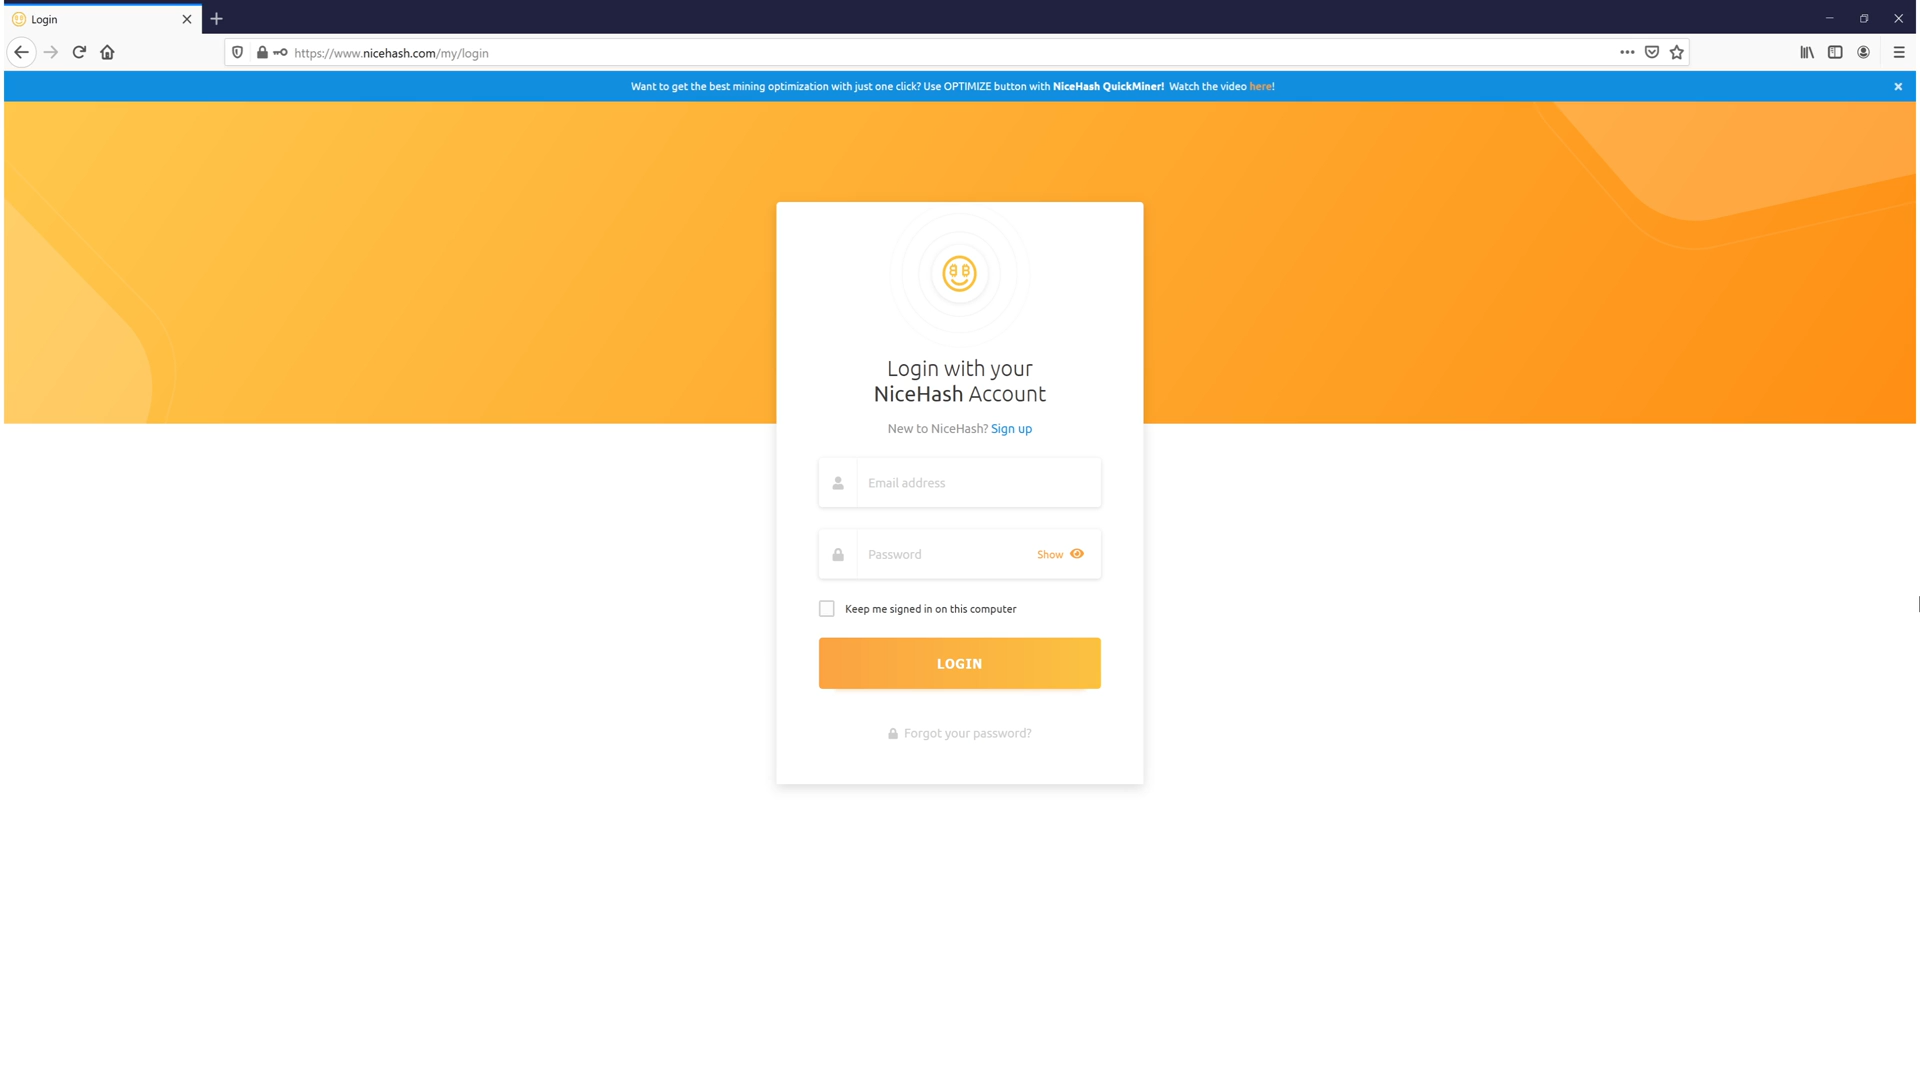 Login
https://www.nicehash.com/my/login
Want to get the best mining optimization with just one click? Use OPTIMIZE button with NiceHash QuickMiner! Watch the video here!
Login with your
NiceHash Account
New to NiceHash? Sign up
Email address
Password Show
Keep me signed in on this computer
LOGIN
Forgot your password?